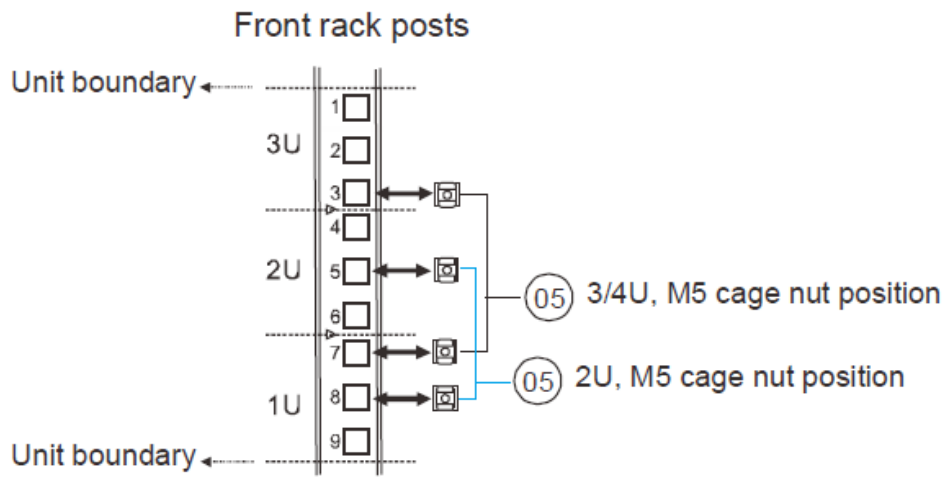 Front rack posts
Unit boundary
1
3U
2
3
4
2U
5
05 3/4U, M5 cage nut position
6
7
05 2U, M5 cage nut position
8
1U
9
Unit boundary